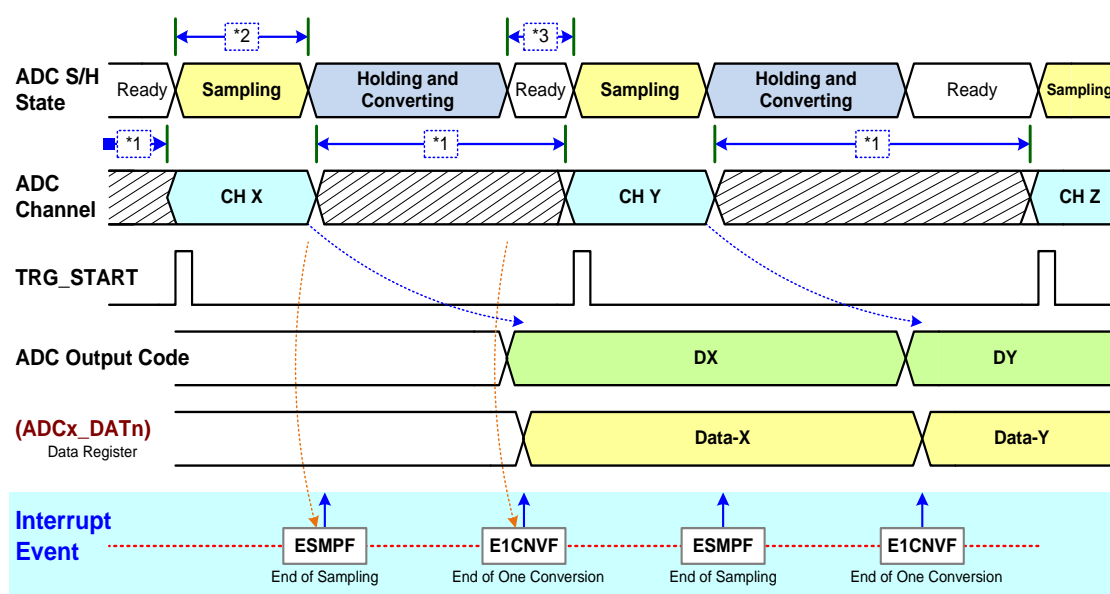 *2
*3
ADC S/H
State
Ready
Sampling
Holding and
Converting
Ready
Sampling
Holding and
Converting
Ready
Sampling
*1
*1
*1
ADC
Channel
CH X
CH Y
CH Z
TRG_START
ADC Output Code
DX
DY
(ADCx_DATn)
Data Register
Data-X
Data-Y
Interrupt
Event
ESMPF
E1CNVF
ESMPF
E1CNVF
End of Sampling
End of One Conversion
End of Sampling
End of One Conversion